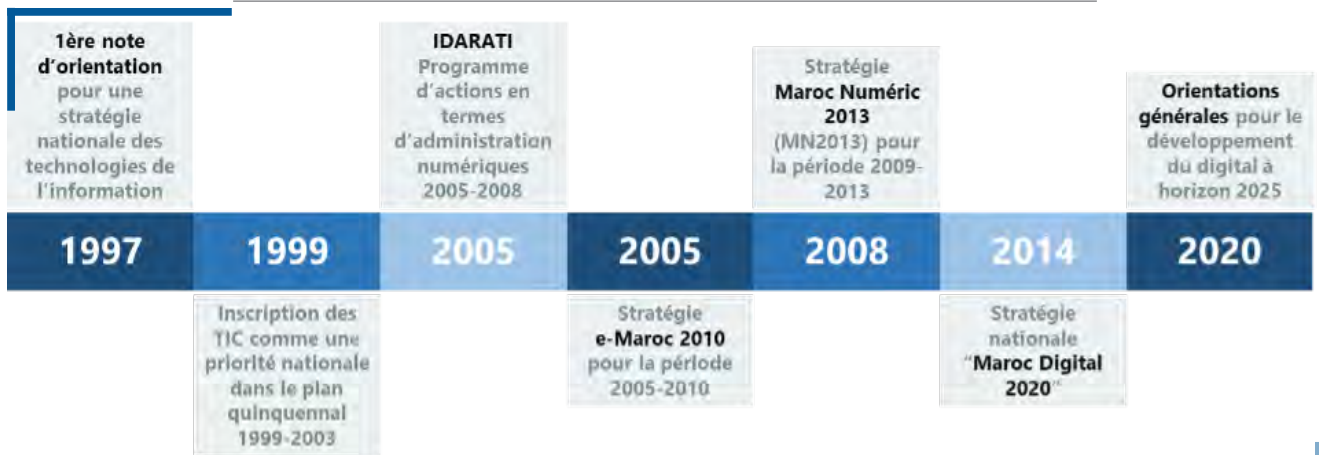 1ère note
d'orientation
pour une
stratégie
nationale des
technologies de
l'information
IDARATI
Programme
d'actions en
termes
d'administration
numériques
2005-2008
Stratégie
Maroc Numéric
2013
(MN2013) pour
la période 2009-
2013
Orientations
générales pour le
développement
du digital à
horizon 2025
1997
1999
2005
2005
2008
2014
2020
Inscription des
TIC comme une
priorité nationale
dans le plan
quinquennal
1999-2003
Stratégie
e-Maroc 2010
pour la période
2005-2010
Stratégie
nationale
"Maroc Digital
2020"